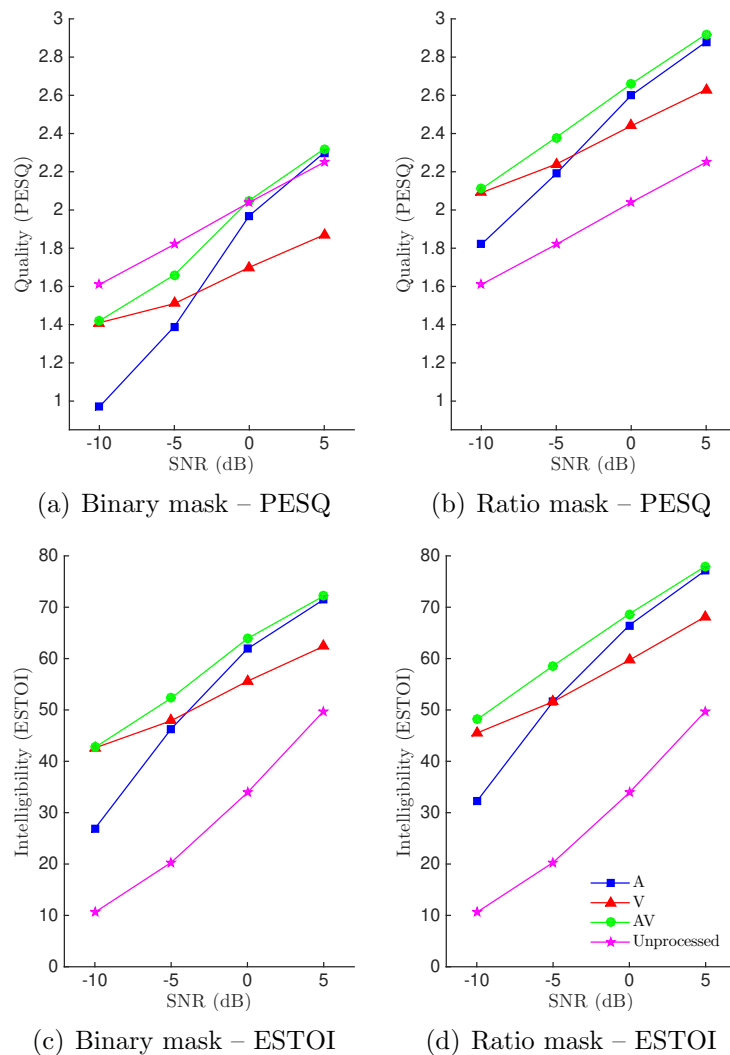 3
2.8
2.6
2.4
2.2
2
1.8
1.6
1.4
1.2
1
Quality (PESQ)
-10 -5 0 5
SNR (dB)
(a) Binary mask – PESQ
3
2.8
2.6
2.4
2.2
2
1.8
1.6
1.4
1.2
1
Quality (PESQ)
-10 -5 0 5
SNR (dB)
(b) Ratio mask – PESQ
80
70
60
50
40
30
20
10
0
Intelligibility (ESTOI)
-10 -5 0 5
SNR (dB)
(c) Binary mask – ESTOI
80
70
60
50
40
30
20
10
0
Intelligibility (ESTOI)
A
V
AV
Unprocessed
-10 -5 0 5
SNR (dB)
(d) Ratio mask – ESTOI